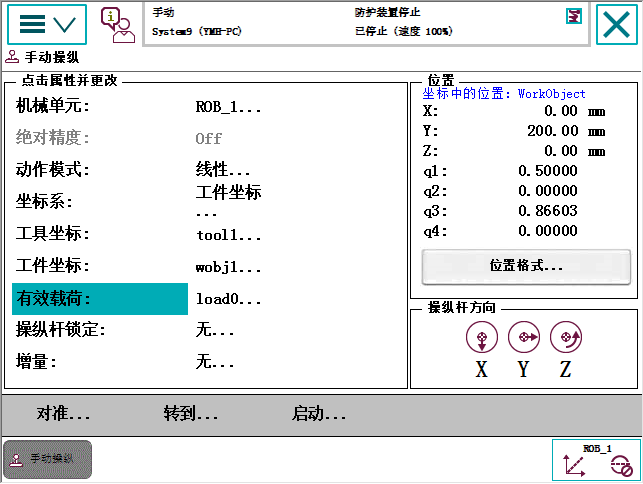 手动
防护装置停止
System9 (YMH-PC)
已停止 (速度 100%)
手动操纵
点击属性并更改
机械单元: ROB_1...
绝对精度: Off
动作模式: 线性...
坐标系: 工件坐标
...
工具坐标: tool1...
工件坐标: wobj1...
有效载荷: load0...
操纵杆锁定: 无...
增量: 无...
位置
坐标中的位置: WorkObject
X: 0.00 mm
Y: 200.00 mm
Z: 0.00 mm
q1: 0.50000
q2: 0.00000
q3: 0.86603
q4: 0.00000
位置格式...
操纵杆方向
X Y Z
对准... 转到... 启动...
手动操纵
ROB_1